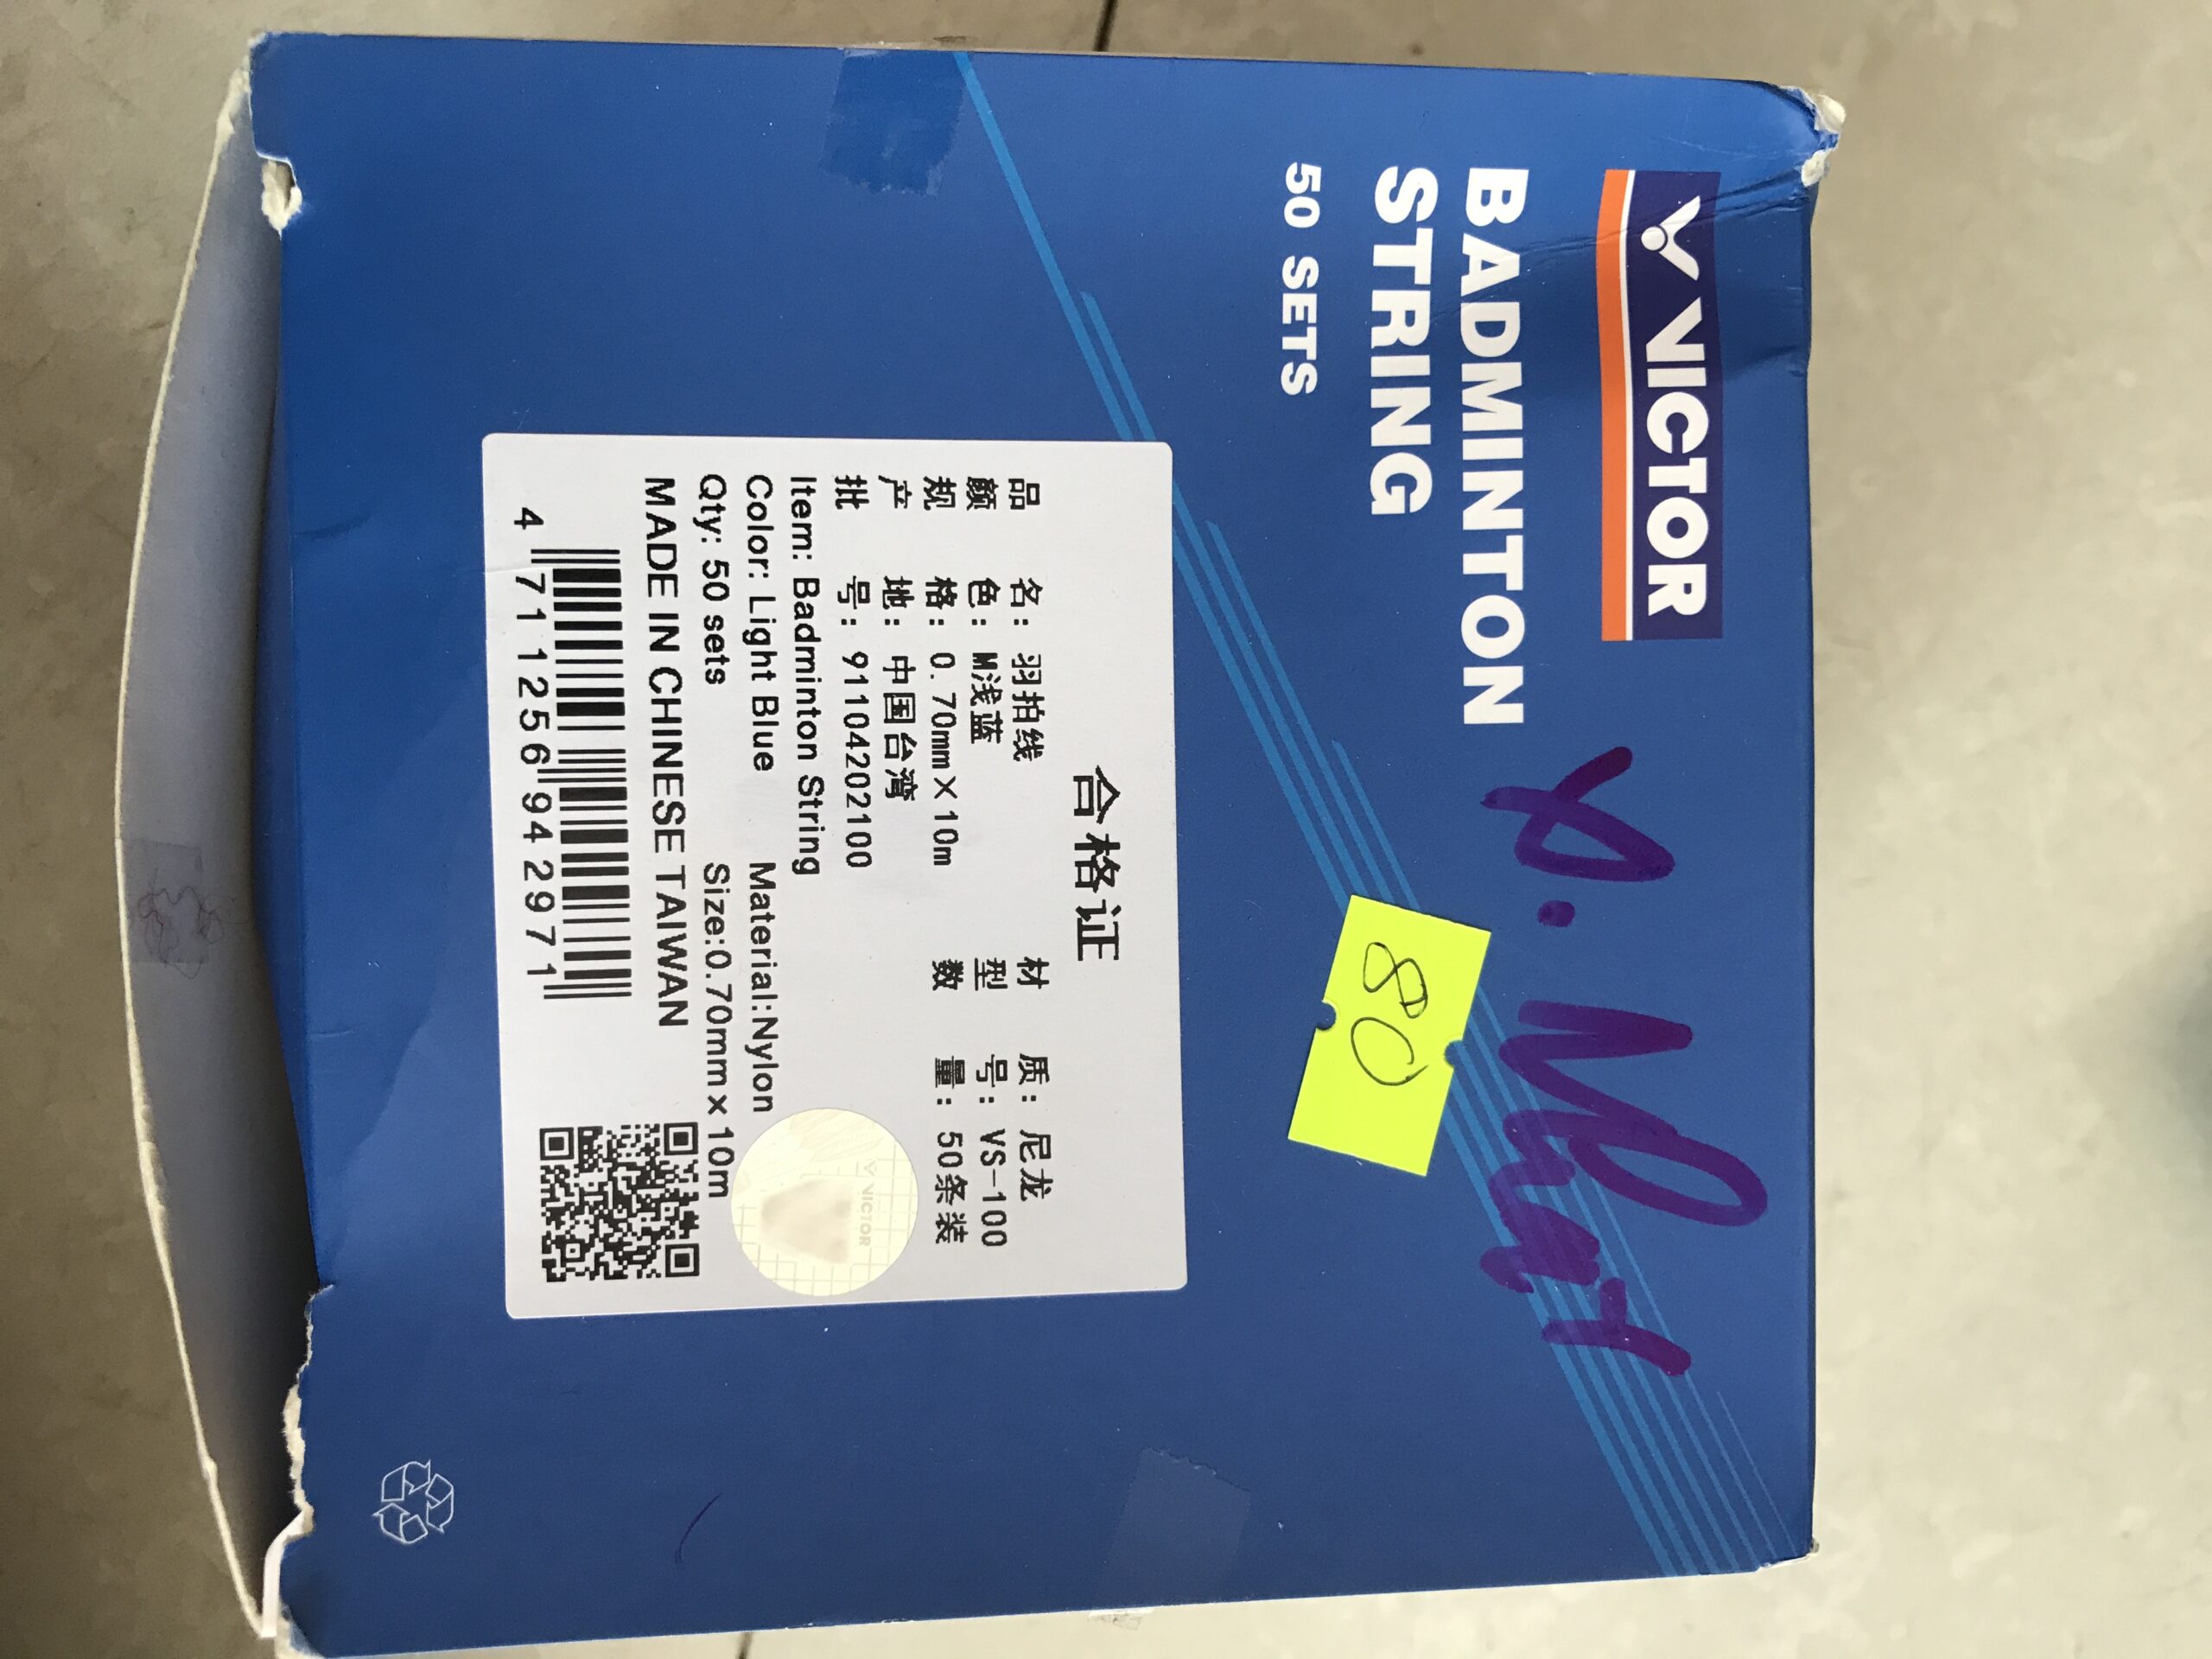 VICTOR
BADMINTON
STRING
50 SETS
80
合格证
品 名: 羽拍线 材 质: 尼龙
颜 色: M浅蓝 型 号: VS-100
规 格: 0.70mm×10m 数 量: 50条装
产 地: 中国台湾
批 号: 91104202100
Item: Badminton String
Color: Light Blue Material:Nylon
Qty: 50 sets Size:0.70mm×10m
MADE IN CHINESE TAIWAN
4 711256 942971
VICTOR